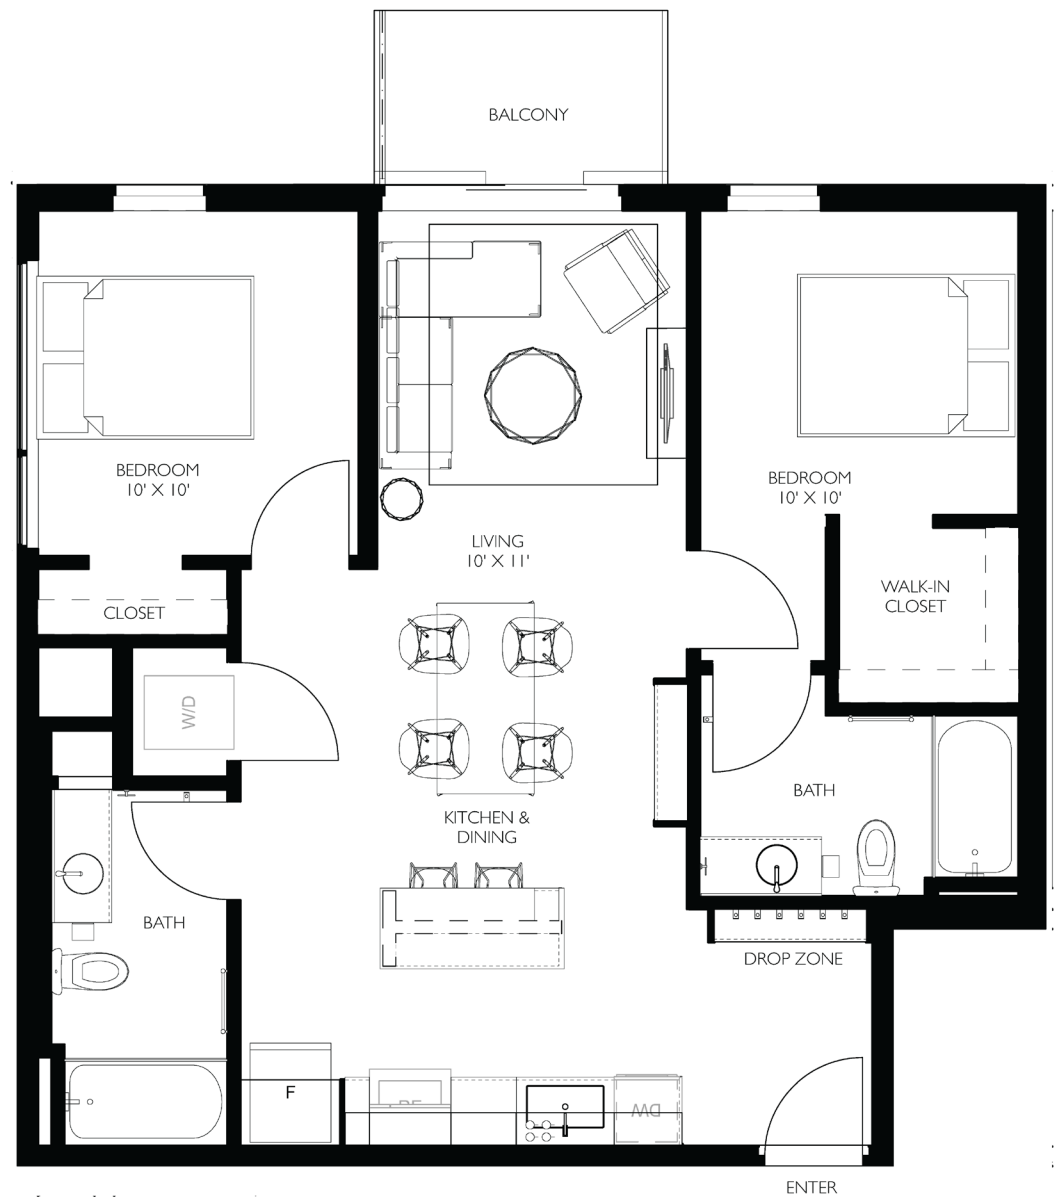 BALCONY
BEDROOM
10' X 10'
BEDROOM
10' X 10'
LIVING
10' X 11'
WALK-IN
CLOSET
CLOSET
W/D
BATH
KITCHEN &
DINING
BATH
DROP ZONE
F
DW
ENTER